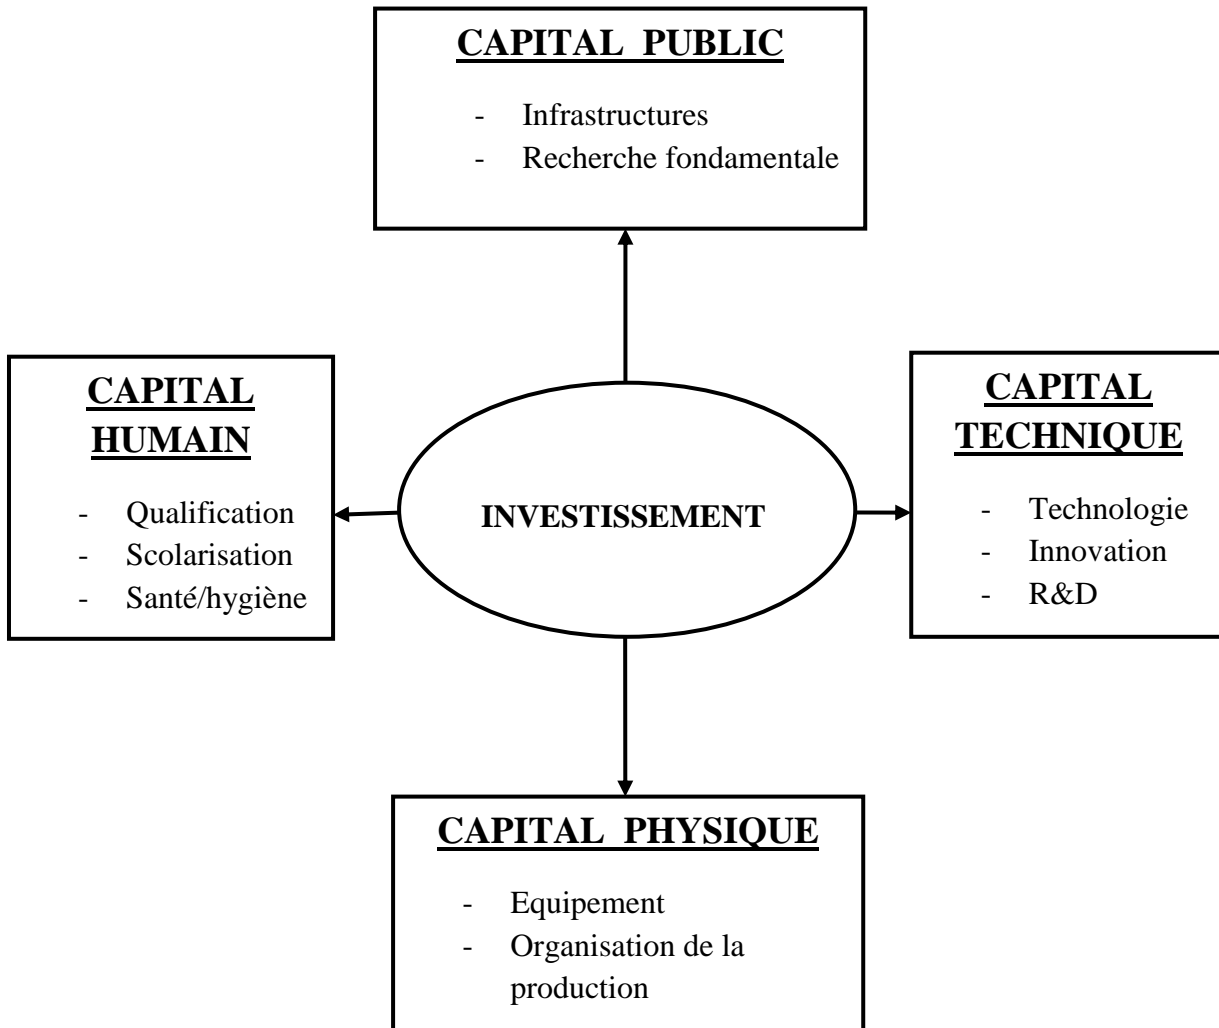 CAPITAL PUBLIC
- Infrastructures
- Recherche fondamentale
CAPITAL
HUMAIN
- Qualification
- Scolarisation
- Santé/hygiène
INVESTISSEMENT
CAPITAL
TECHNIQUE
- Technologie
- Innovation
- R&D
CAPITAL PHYSIQUE
- Equipement
- Organisation de la
production